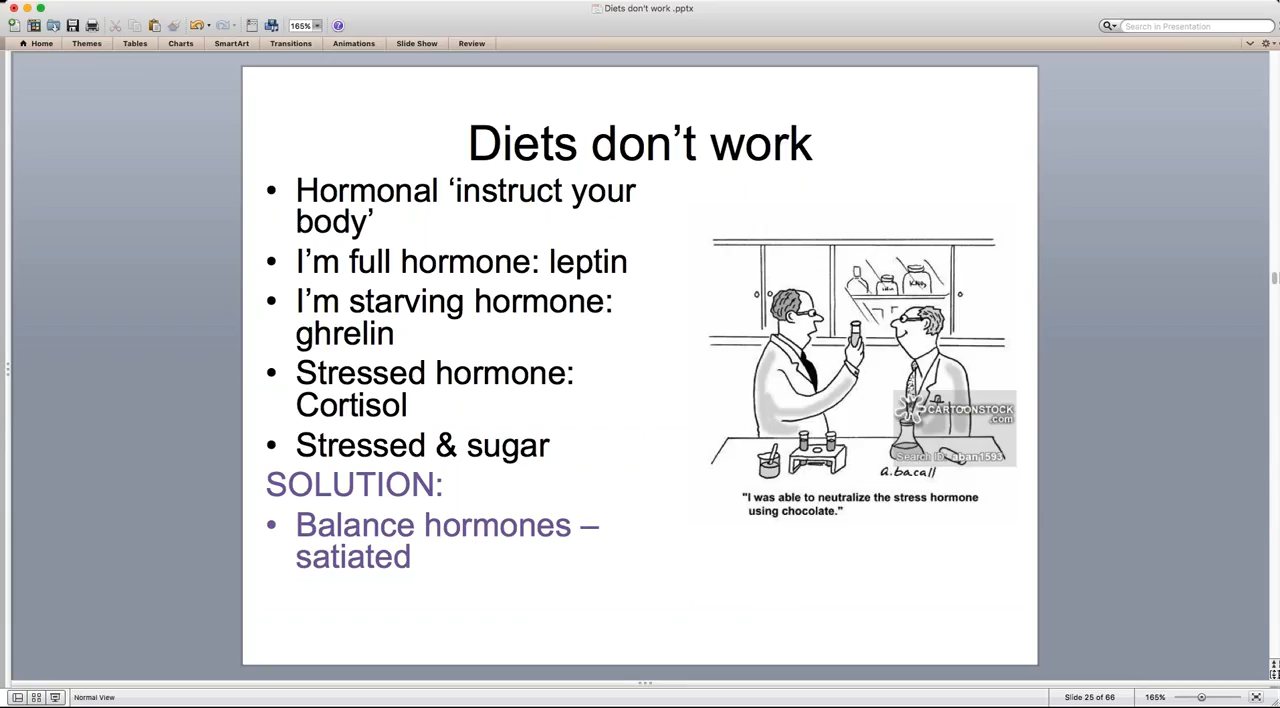 Diets don't work .pptx
165%
Search in Presentation
Home Themes Tables Charts SmartArt Transitions Animations Slide Show Review
Diets don’t work
• Hormonal ‘instruct your
body’
• I’m full hormone: leptin
• I’m starving hormone:
ghrelin
• Stressed hormone:
Cortisol
• Stressed & sugar
SOLUTION:
• Balance hormones –
satiated
CARTOONSTOCK
.com
Search ID: aban1593
a.bacall
"I was able to neutralize the stress hormone
using chocolate."
Normal View
Slide 25 of 66
165%